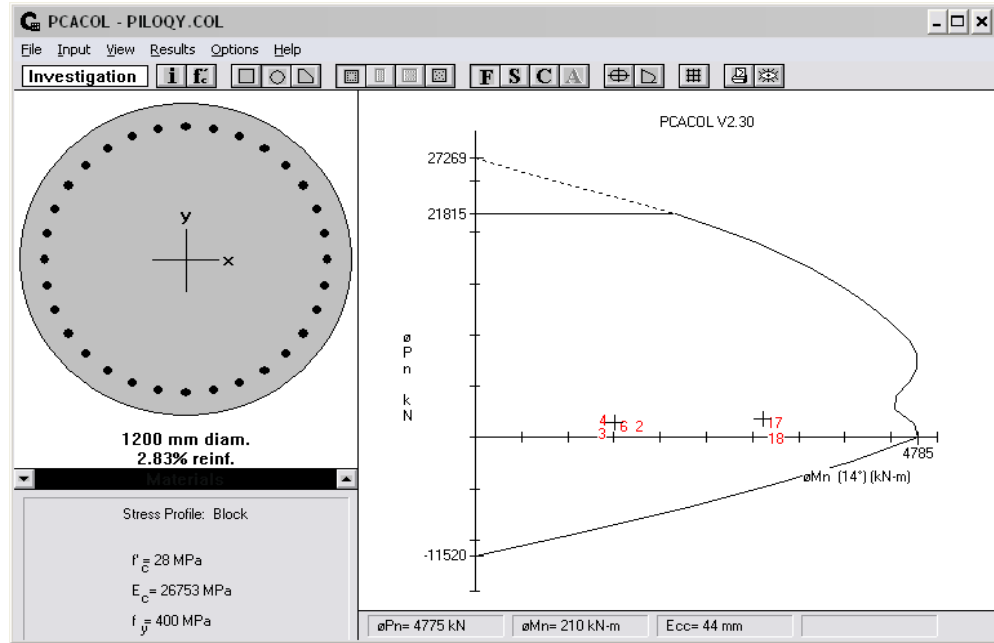 PCACOL - PILOQY.COL
File Input View Results Options Help
Investigation i f'c F S C A
y
x
1200 mm diam.
2.83% reinf.
Materials
Stress Profile: Block
f'c= 28 MPa
Ec= 26753 MPa
fy= 400 MPa
PCACOL V2.30
27269
21815
øPn kN
4 6 2 17
3 18
4785
øMn (14°) (kN-m)
-11520
øPn= 4775 kN øMn= 210 kN-m Ecc= 44 mm